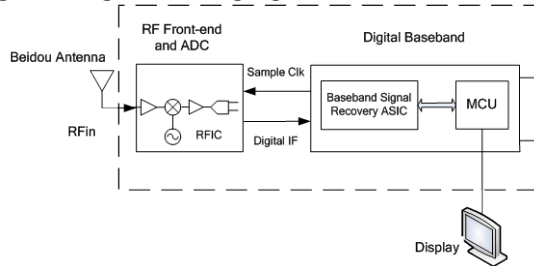 RF Front-end
and ADC
Digital Baseband
Beidou Antenna
Sample Clk
Baseband Signal
Recovery ASIC
MCU
RFin
RFIC
Digital IF
Display